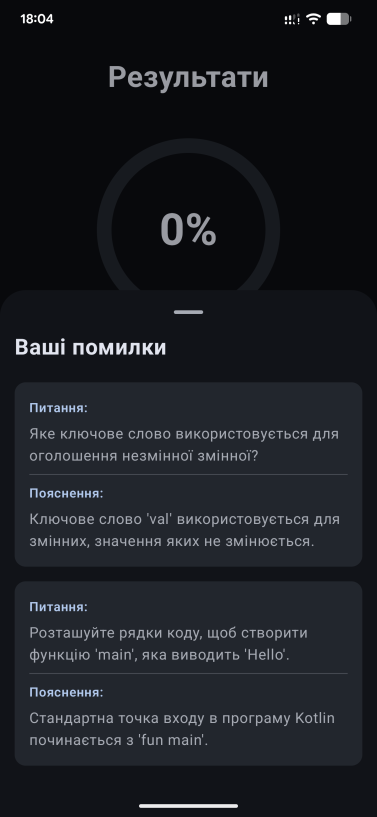 18:04
Результати
0%
Ваші помилки
Питання:
Яке ключове слово використовується для
оголошення незмінної змінної?
Пояснення:
Ключове слово 'val' використовується для
змінних, значення яких не змінюється.
Питання:
Розташуйте рядки коду, щоб створити
функцію 'main', яка виводить 'Hello'.
Пояснення:
Стандартна точка входу в програму Kotlin
починається з 'fun main'.